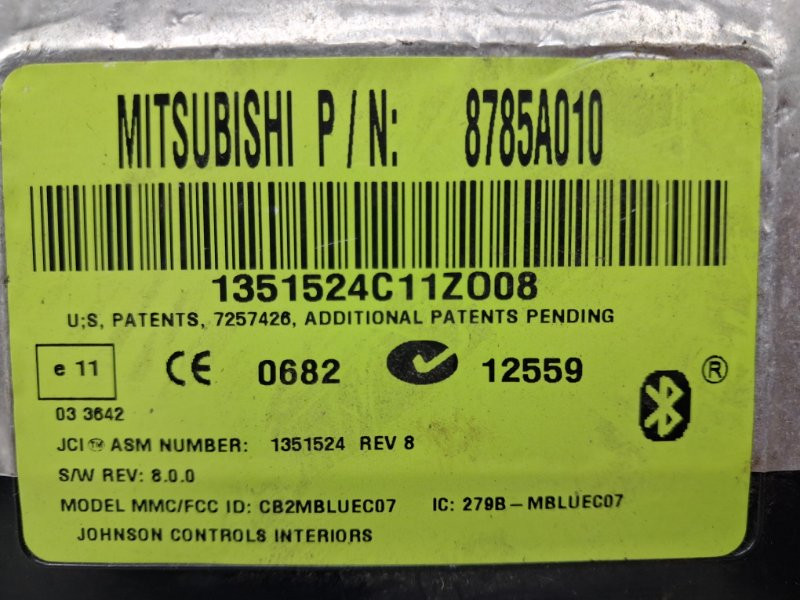 MITSUBISHI P/N: 8785A010
1351524C11ZO08
U;S, PATENTS, 7257426, ADDITIONAL PATENTS PENDING
e 11 CE 0682 12559 ®
03 3642
JCI ASM NUMBER: 1351524 REV 8
S/W REV: 8.0.0
MODEL MMC/FCC ID: CB2MBLUEC07 IC: 279B-MBLUEC07
JOHNSON CONTROLS INTERIORS